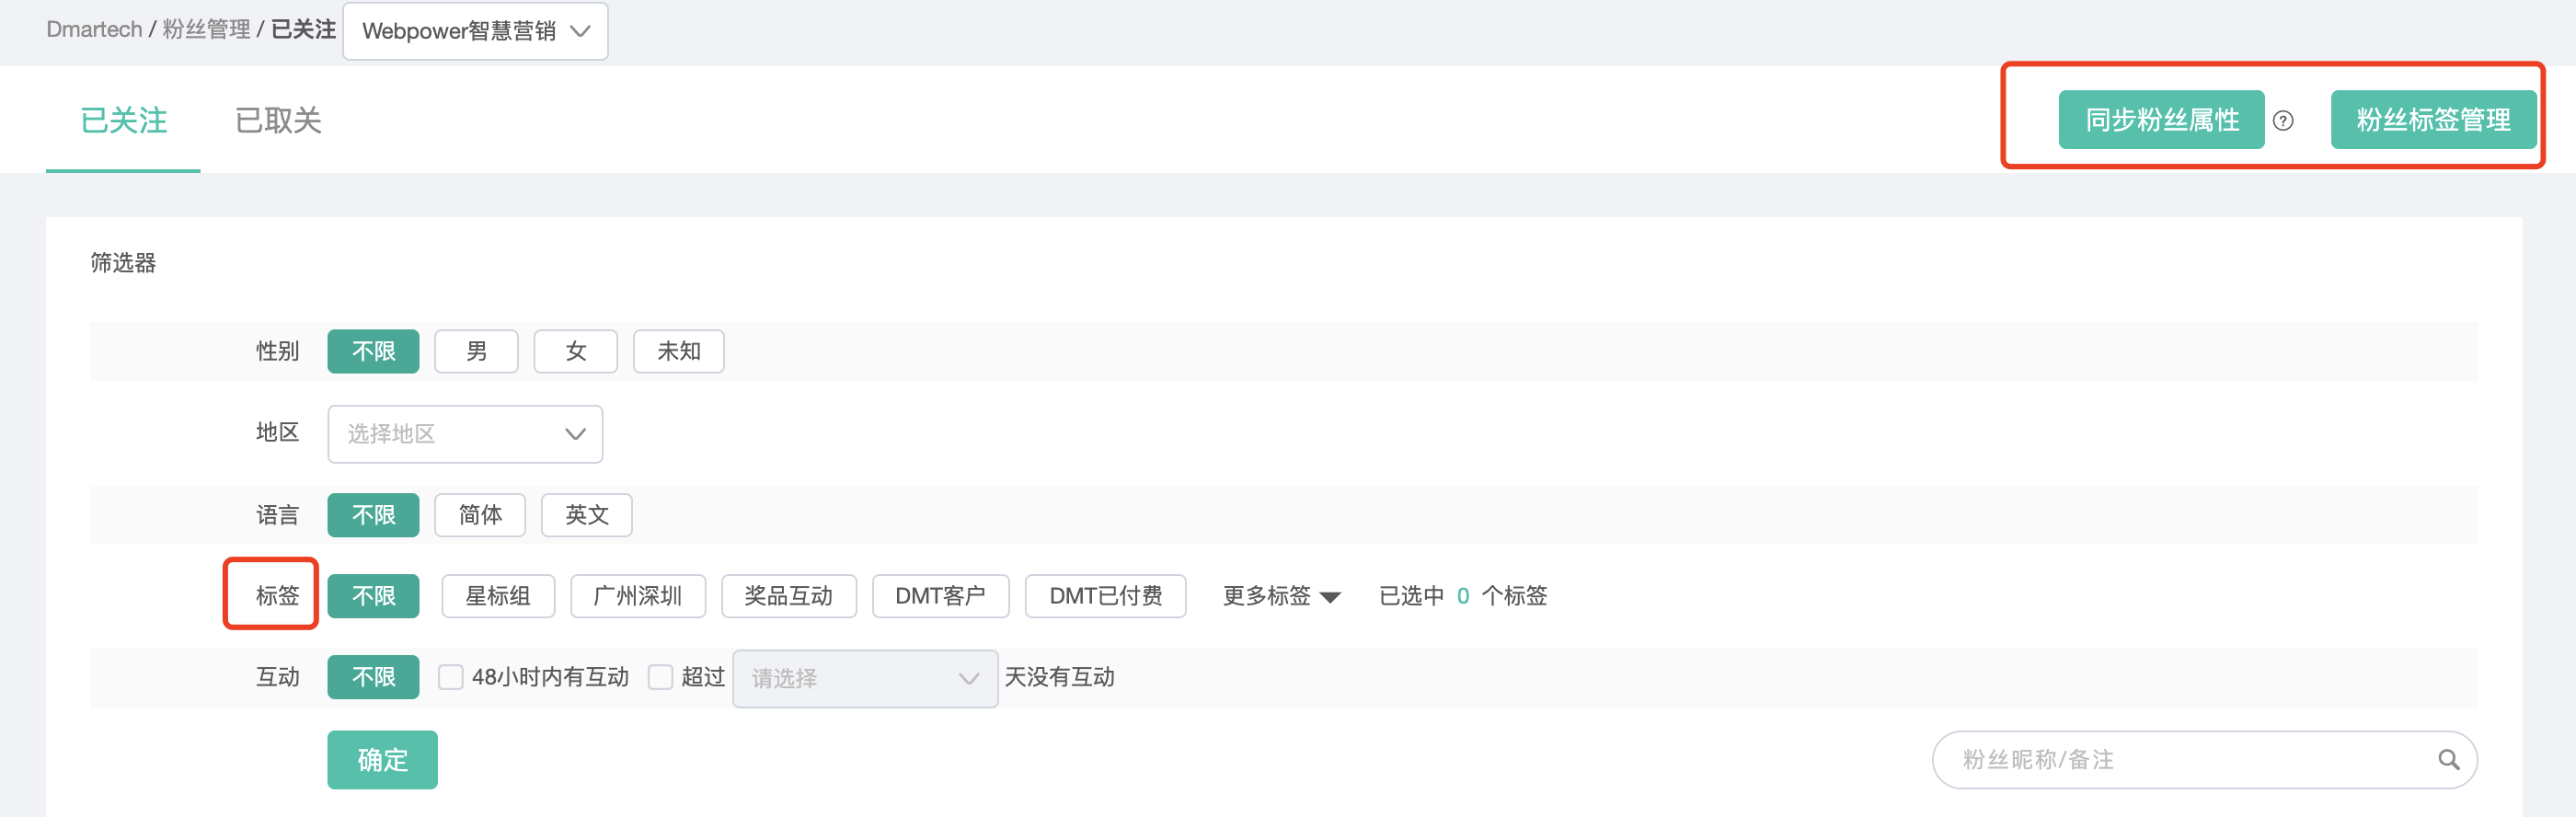 Dmartech / 粉丝管理 / 已关注 Webpower智慧营销
已关注 已取关 同步粉丝属性 ? 粉丝标签管理
筛选器
性别 不限 男 女 未知
地区 选择地区
语言 不限 简体 英文
标签 不限 星标组 广州深圳 奖品互动 DMT客户 DMT已付费 更多标签 已选中 0 个标签
互动 不限 48小时内有互动 超过 请选择 天没有互动
确定 粉丝昵称/备注